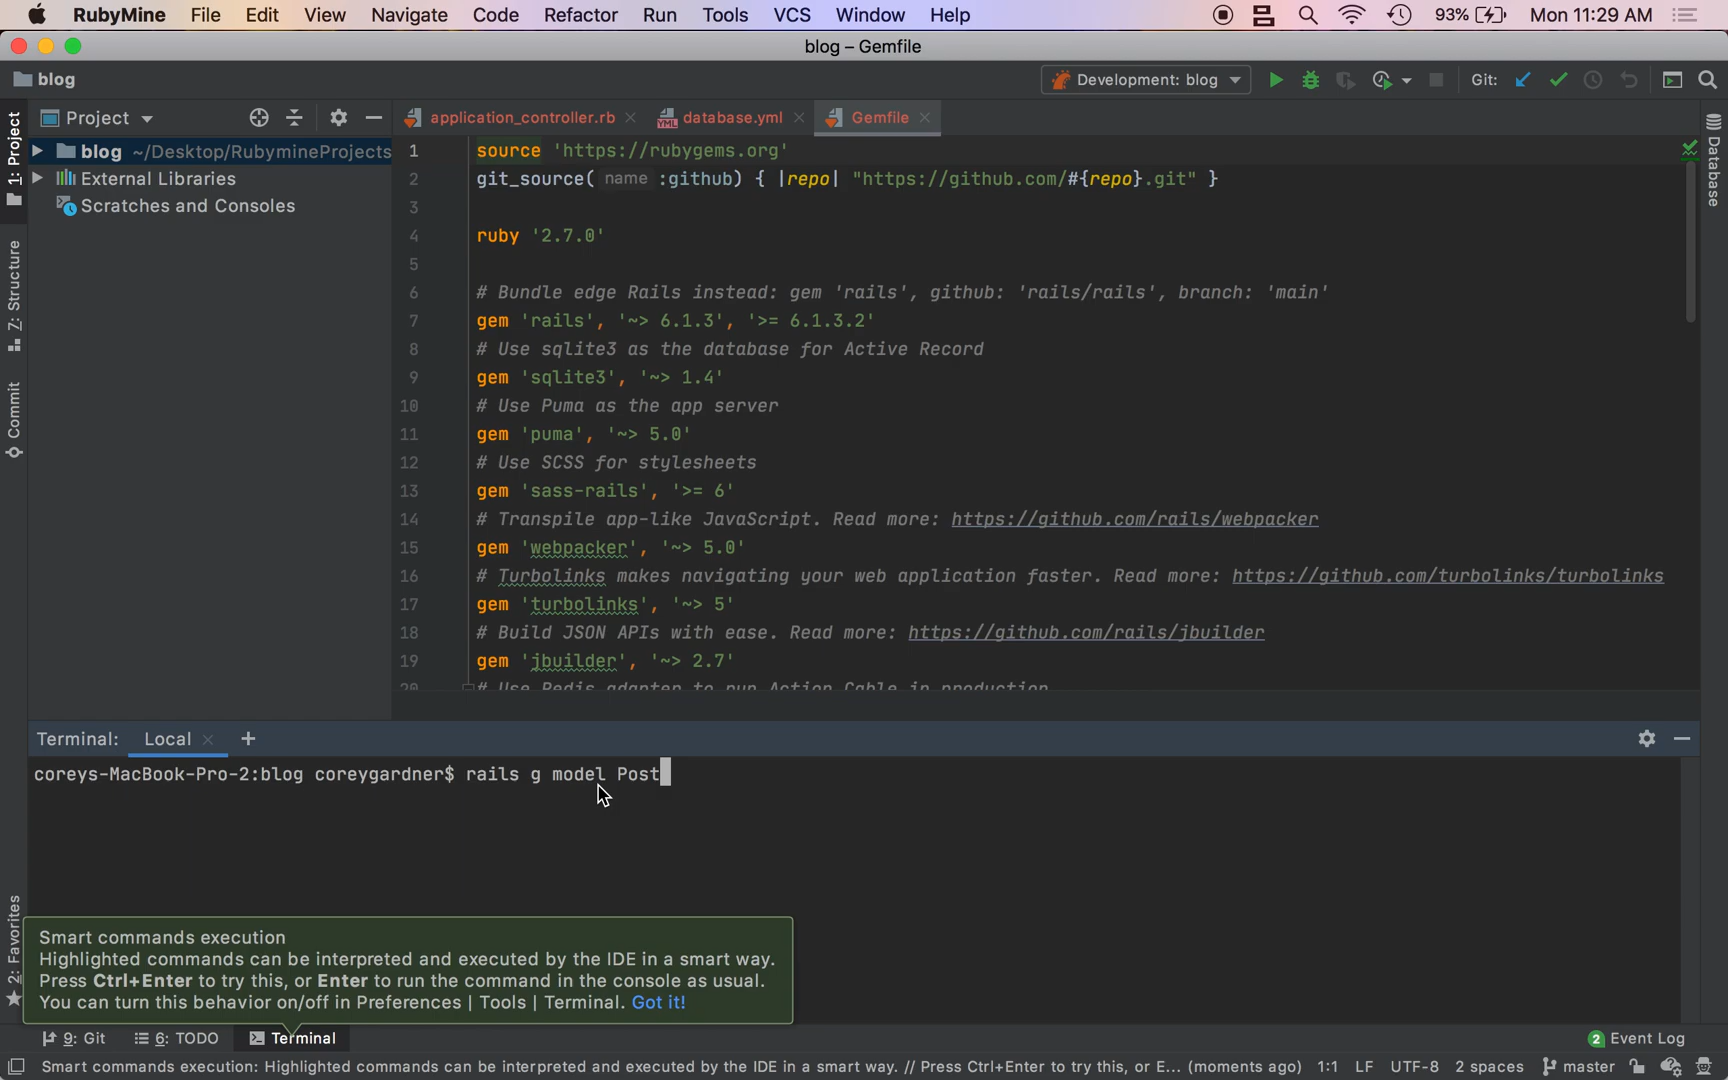 RubyMine File Edit View Navigate Code Refactor Run Tools VCS Window Help 93% Mon 11:29 AM
blog – Gemfile
blog Development: blog Git:
Project application_controller.rb database.yml Gemfile
1: Project
Z: Structure
Commit
2: Favorites
Database
blog ~/Desktop/RubymineProjects
External Libraries
Scratches and Consoles
1 source 'https://rubygems.org'
2 git_source( name :github) { |repo| "https://github.com/#{repo}.git" }
3
4 ruby '2.7.0'
5
6 # Bundle edge Rails instead: gem 'rails', github: 'rails/rails', branch: 'main'
7 gem 'rails', '~> 6.1.3', '>= 6.1.3.2'
8 # Use sqlite3 as the database for Active Record
9 gem 'sqlite3', '~> 1.4'
10 # Use Puma as the app server
11 gem 'puma', '~> 5.0'
12 # Use SCSS for stylesheets
13 gem 'sass-rails', '>= 6'
14 # Transpile app-like JavaScript. Read more: https://github.com/rails/webpacker
15 gem 'webpacker', '~> 5.0'
16 # Turbolinks makes navigating your web application faster. Read more: https://github.com/turbolinks/turbolinks
17 gem 'turbolinks', '~> 5'
18 # Build JSON APIs with ease. Read more: https://github.com/rails/jbuilder
19 gem 'jbuilder', '~> 2.7'
20 # Use Redis adapter to run Action Cable in production
Terminal: Local +
coreys-MacBook-Pro-2:blog coreygardner$ rails g model Post
Smart commands execution
Highlighted commands can be interpreted and executed by the IDE in a smart way.
Press Ctrl+Enter to try this, or Enter to run the command in the console as usual.
You can turn this behavior on/off in Preferences | Tools | Terminal. Got it!
9: Git 6: TODO Terminal 2 Event Log
Smart commands execution: Highlighted commands can be interpreted and executed by the IDE in a smart way. // Press Ctrl+Enter to try this, or E... (moments ago) 1:1 LF UTF-8 2 spaces master